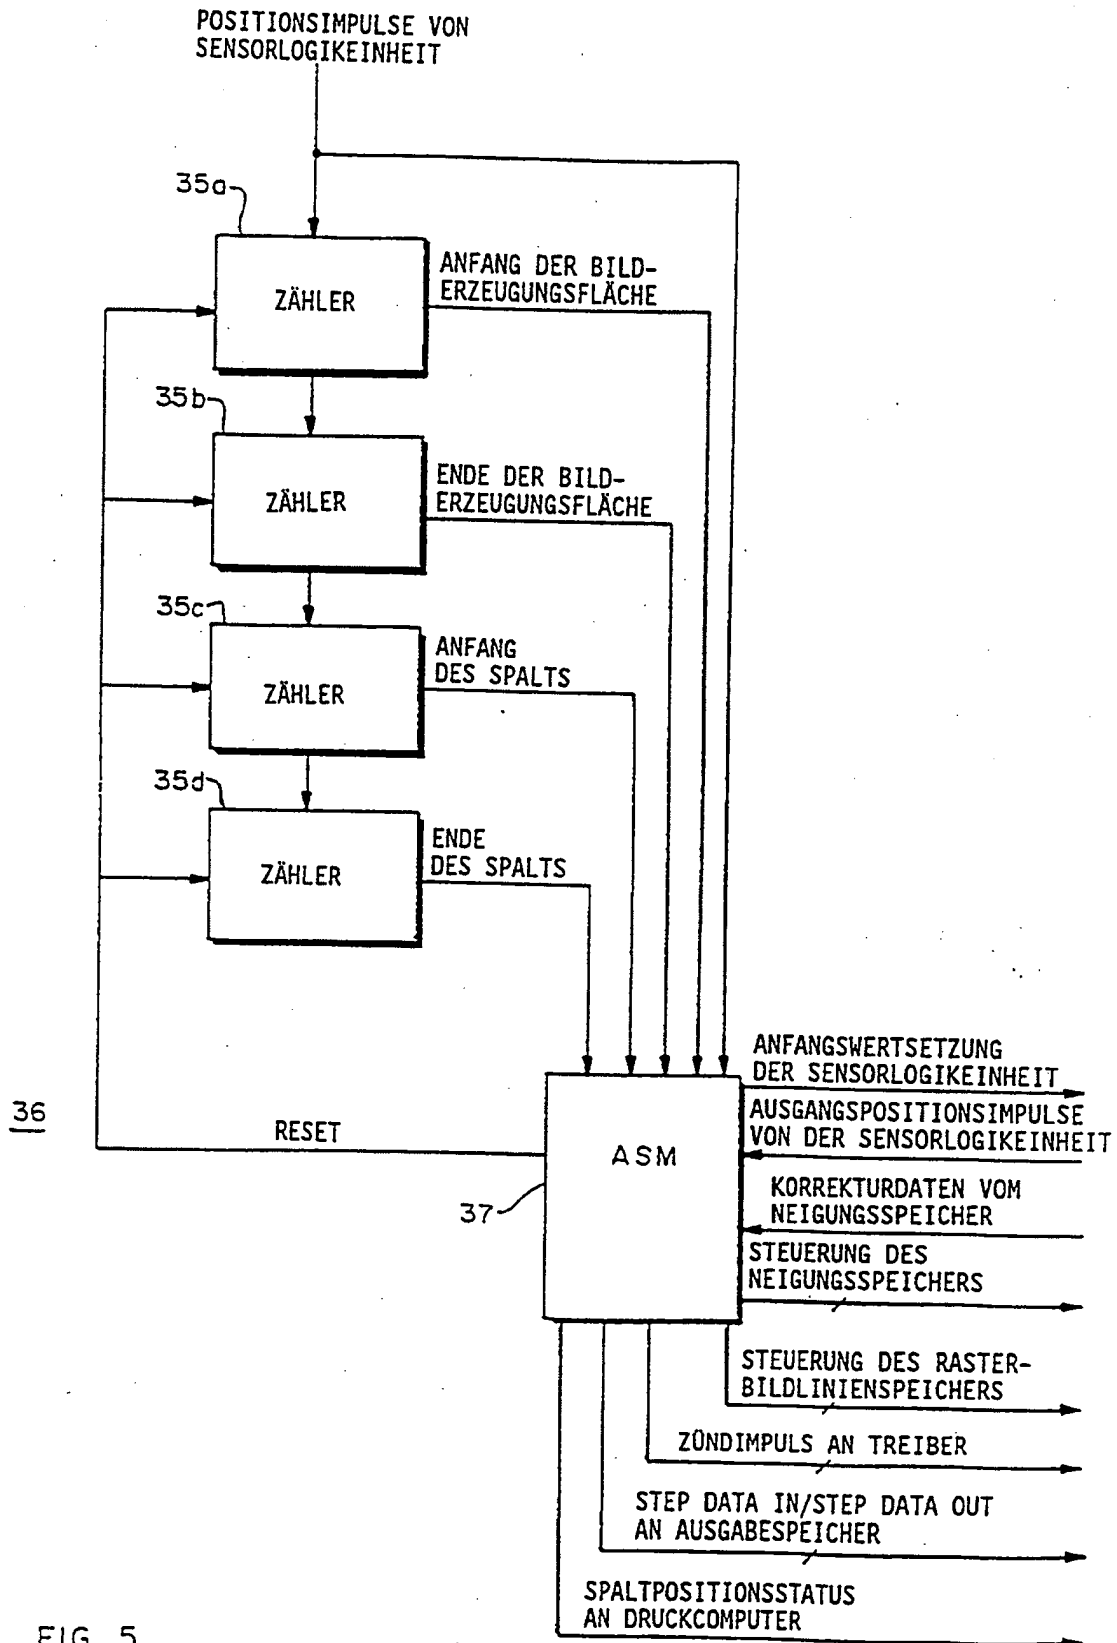 POSITIONSIMPULSE VON
SENSORLOGIKEINHEIT
35a
ZÄHLER
ANFANG DER BILD-
ERZEUGUNGSFLÄCHE
35b
ZÄHLER
ENDE DER BILD-
ERZEUGUNGSFLÄCHE
35c
ZÄHLER
ANFANG
DES SPALTS
35d
ZÄHLER
ENDE
DES SPALTS
36
RESET
37
ASM
ANFANGSWERTSETZUNG
DER SENSORLOGIKEINHEIT
AUSGANGSPOSITIONSIMPULSE
VON DER SENSORLOGIKEINHEIT
KORREKTURDATEN VOM
NEIGUNGSSPEICHER
STEUERUNG DES
NEIGUNGSSPEICHERS
STEUERUNG DES RASTER-
BILDLINIENSPEICHERS
ZÜNDIMPULS AN TREIBER
STEP DATA IN/STEP DATA OUT
AN AUSGABESPEICHER
SPALTPOSITIONSSTATUS
AN DRUCKCOMPUTER
FIG. 5